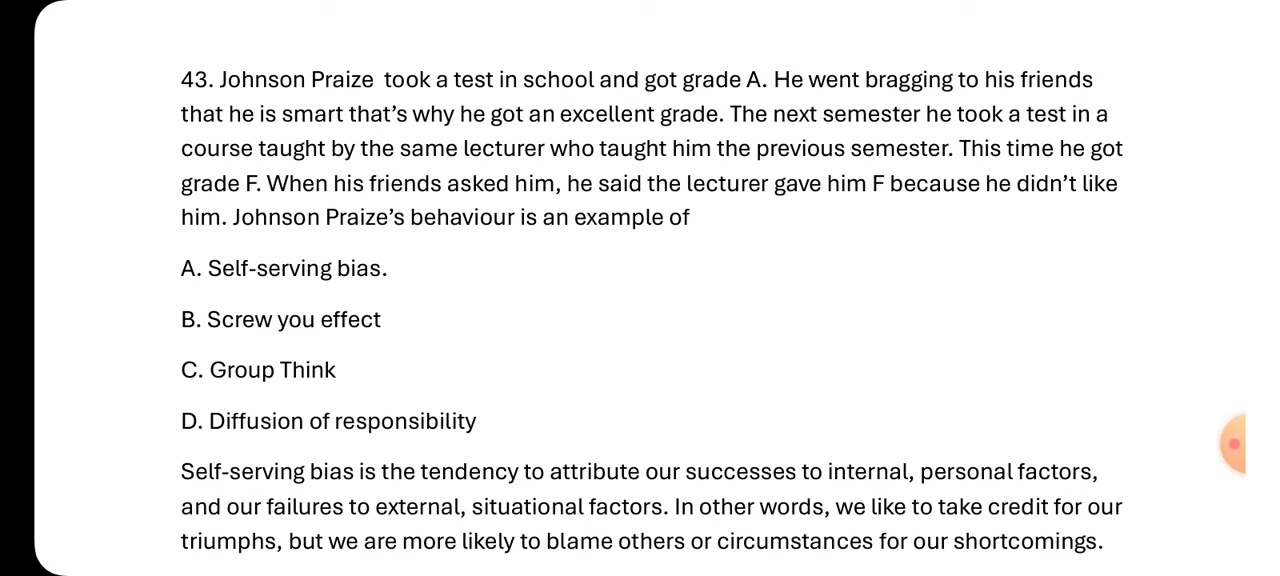 43. Johnson Praize  took a test in school and got grade A. He went bragging to his friends
that he is smart that’s why he got an excellent grade. The next semester he took a test in a
course taught by the same lecturer who taught him the previous semester. This time he got
grade F. When his friends asked him, he said the lecturer gave him F because he didn’t like
him. Johnson Praize’s behaviour is an example of
A. Self-serving bias.
B. Screw you effect
C. Group Think
D. Diffusion of responsibility
Self-serving bias is the tendency to attribute our successes to internal, personal factors,
and our failures to external, situational factors. In other words, we like to take credit for our
triumphs, but we are more likely to blame others or circumstances for our shortcomings.